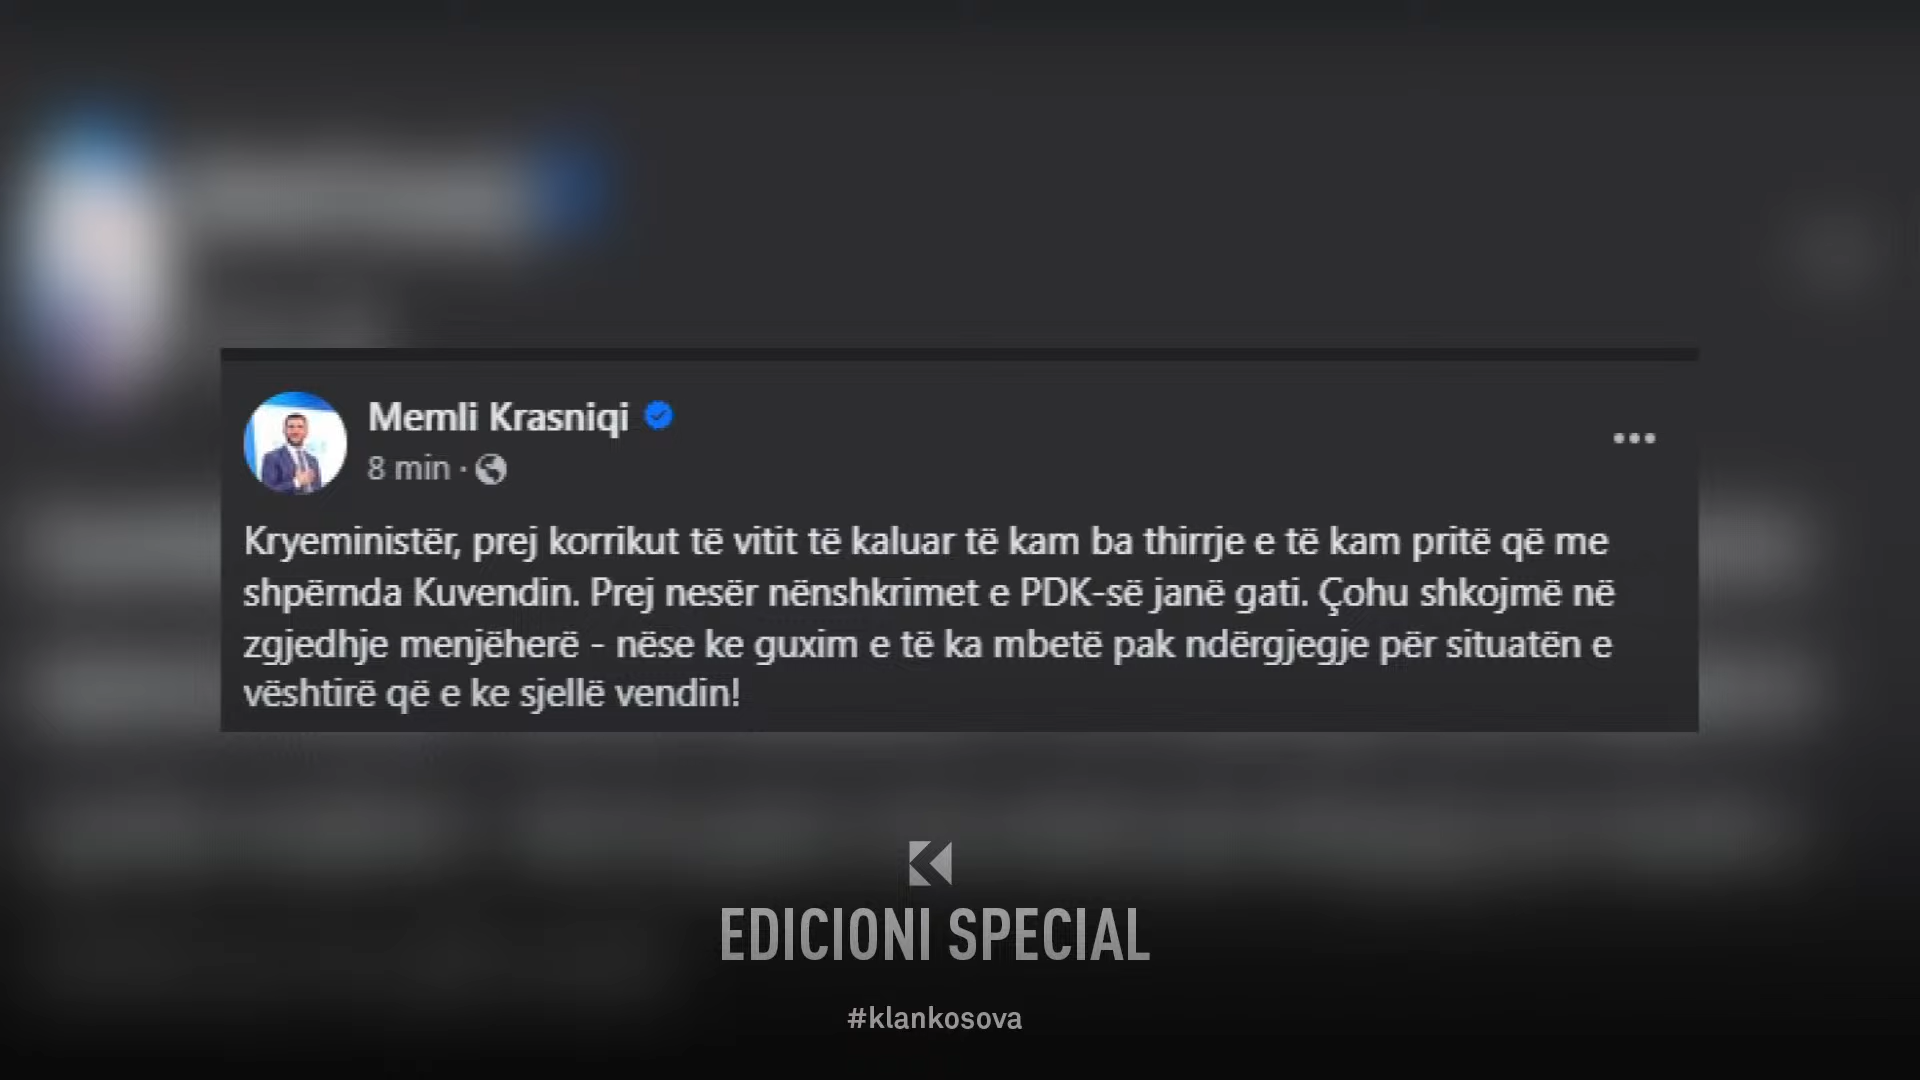 Memli Krasniqi
8 min ·
Kryeministër, prej korrikut të vitit të kaluar të kam ba thirrje e të kam pritë që me
shpërnda Kuvendin. Prej nesër nënshkrimet e PDK-së janë gati. Çohu shkojmë në
zgjedhje menjëherë - nëse ke guxim e të ka mbetë pak ndërgjegje për situatën e
vështirë që e ke sjellë vendin!
EDICIONI SPECIAL
#klankosova